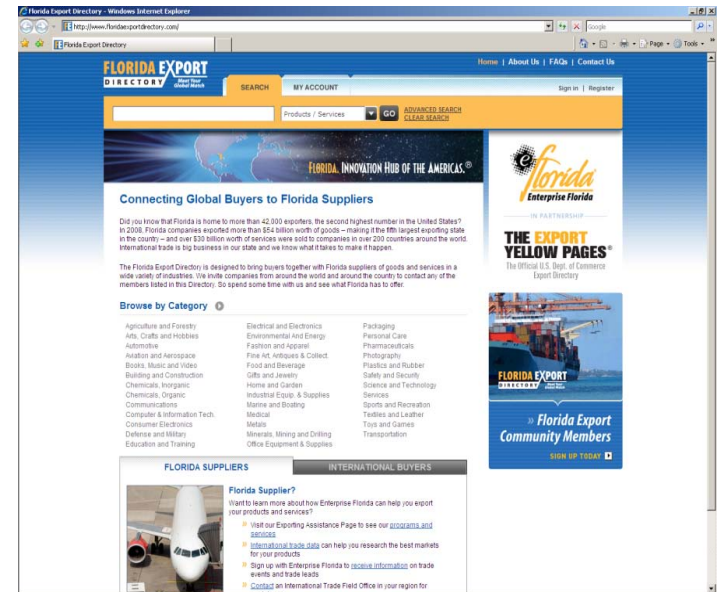 Florida Export Directory - Windows Internet Explorer
http://www.floridaexportdirectory.com/
Google
Florida Export Directory
Page
Tools
FLORIDA EXPORT
DIRECTORY Meet Your Global Match
Home | About Us | FAQs | Contact Us
SEARCH
MY ACCOUNT
Sign in | Register
Products / Services
GO
ADVANCED SEARCH
CLEAR SEARCH
FLORIDA. INNOVATION HUB OF THE AMERICAS.®
Connecting Global Buyers to Florida Suppliers
Did you know that Florida is home to more than 42,000 exporters, the second highest number in the United States?
In 2008, Florida companies exported more than $54 billion worth of goods – making it the fifth largest exporting state
in the country – and over $30 billion worth of services were sold to companies in over 200 countries around the world.
International trade is big business in our state and we know what it takes to make it happen.
The Florida Export Directory is designed to bring buyers together with Florida suppliers of goods and services in a
wide variety of industries. We invite companies from around the world and around the country to contact any of the
members listed in this Directory. So spend some time with us and see what Florida has to offer.
Browse by Category
Agriculture and Forestry
Arts, Crafts and Hobbies
Automotive
Aviation and Aerospace
Books, Music and Video
Building and Construction
Chemicals, Inorganic
Chemicals, Organic
Communications
Computer & Information Tech.
Consumer Electronics
Defense and Military
Education and Training
Electrical and Electronics
Environmental And Energy
Fashion and Apparel
Fine Art, Antiques & Collect.
Food and Beverage
Gifts and Jewelry
Home and Garden
Industrial Equip. & Supplies
Marine and Boating
Medical
Metals
Minerals, Mining and Drilling
Office Equipment & Supplies
Packaging
Personal Care
Pharmaceuticals
Photography
Plastics and Rubber
Safety and Security
Science and Technology
Services
Sports and Recreation
Textiles and Leather
Toys and Games
Transportation
FLORIDA SUPPLIERS
INTERNATIONAL BUYERS
Florida Supplier?
Want to learn more about how Enterprise Florida can help you export
your products and services?
Visit our Exporting Assistance Page to see our programs and
services
International trade data can help you research the best markets
for your products
Sign up with Enterprise Florida to receive information on trade
events and trade leads
Contact an International Trade Field Office in your region for
e
florida
Enterprise Florida
IN PARTNERSHIP
THE EXPORT
YELLOW PAGES®
The Official U.S. Dept. of Commerce
Export Directory
FLORIDA EXPORT
DIRECTORY
» Florida Export
Community Members
SIGN UP TODAY